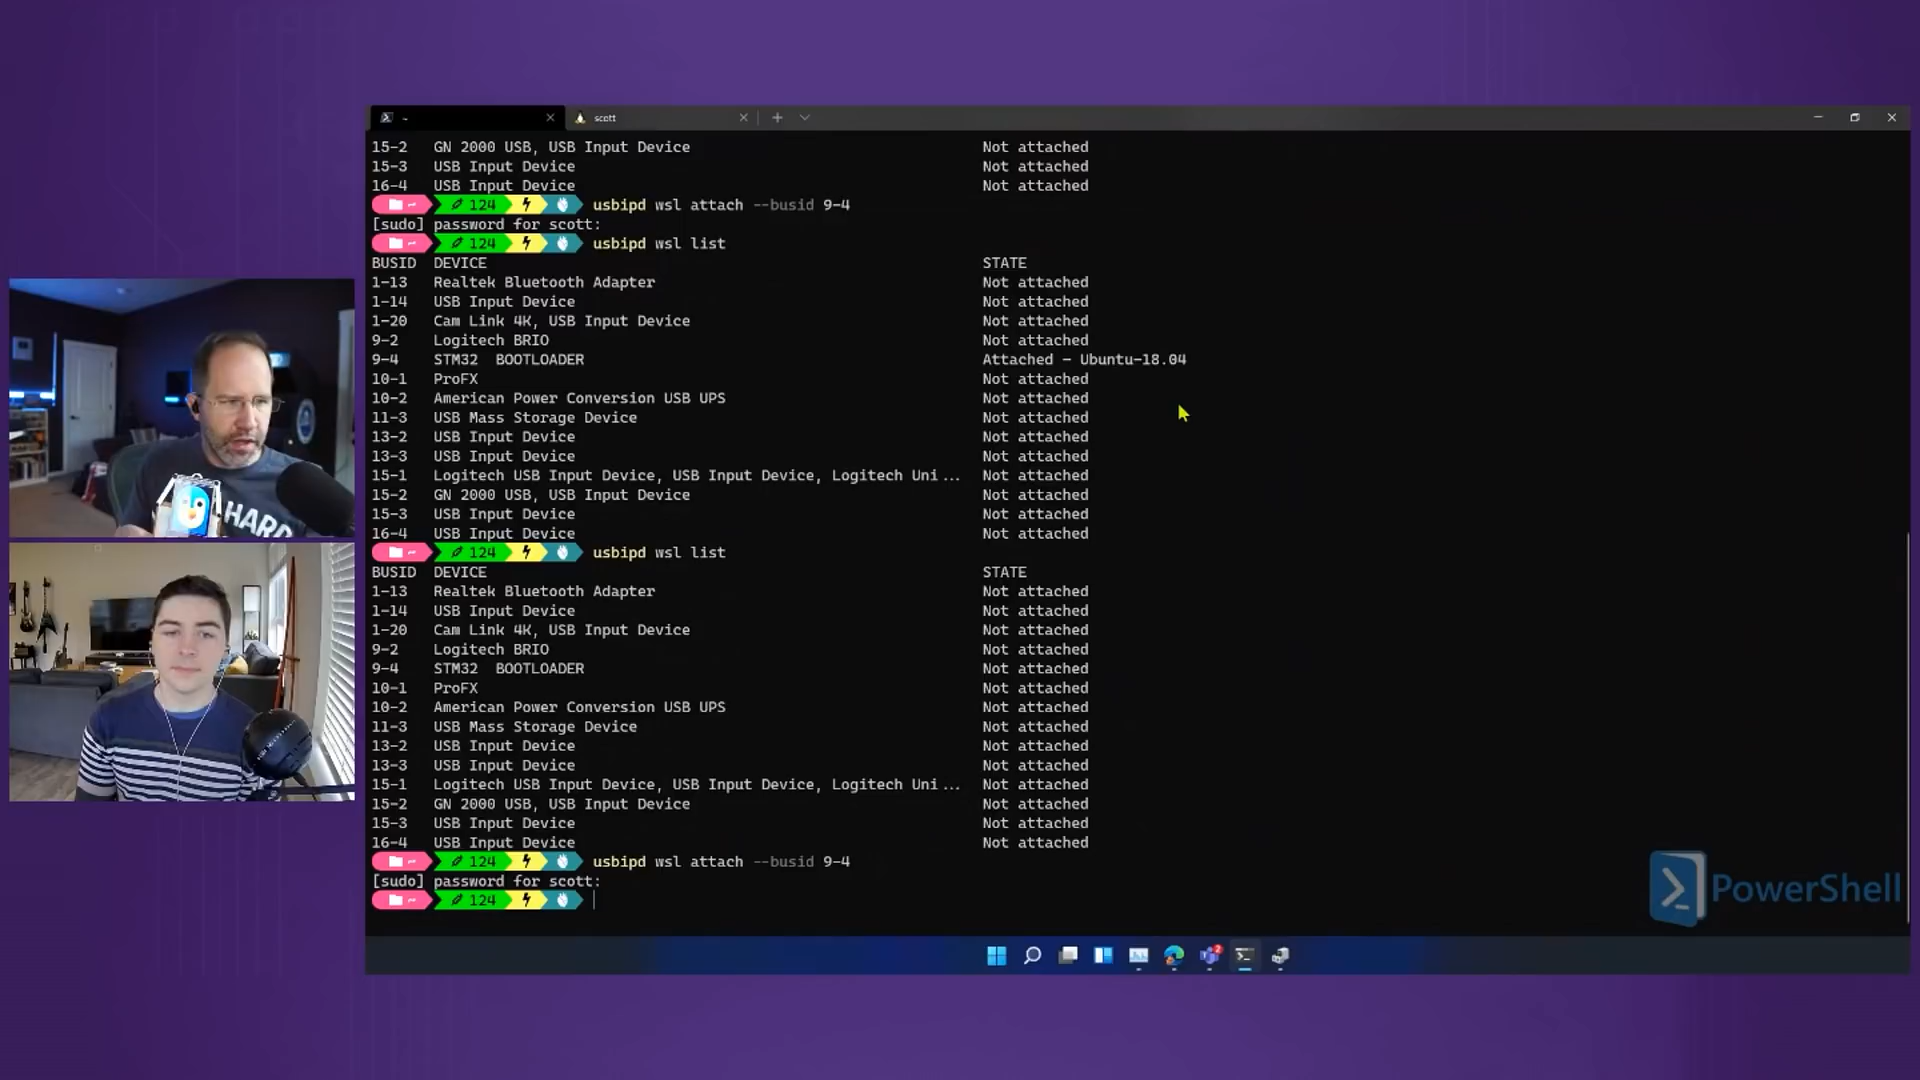 scott
15-2 GN 2000 USB, USB Input Device Not attached
15-3 USB Input Device Not attached
16-4 USB Input Device Not attached
~ 124 usbipd wsl attach --busid 9-4
[sudo] password for scott:
~ 124 usbipd wsl list
BUSID DEVICE STATE
1-13 Realtek Bluetooth Adapter Not attached
1-14 USB Input Device Not attached
1-20 Cam Link 4K, USB Input Device Not attached
9-2 Logitech BRIO Not attached
9-4 STM32  BOOTLOADER Attached - Ubuntu-18.04
10-1 ProFX Not attached
10-2 American Power Conversion USB UPS Not attached
11-3 USB Mass Storage Device Not attached
13-2 USB Input Device Not attached
13-3 USB Input Device Not attached
15-1 Logitech USB Input Device, USB Input Device, Logitech Uni... Not attached
15-2 GN 2000 USB, USB Input Device Not attached
15-3 USB Input Device Not attached
16-4 USB Input Device Not attached
~ 124 usbipd wsl list
BUSID DEVICE STATE
1-13 Realtek Bluetooth Adapter Not attached
1-14 USB Input Device Not attached
1-20 Cam Link 4K, USB Input Device Not attached
9-2 Logitech BRIO Not attached
9-4 STM32  BOOTLOADER Not attached
10-1 ProFX Not attached
10-2 American Power Conversion USB UPS Not attached
11-3 USB Mass Storage Device Not attached
13-2 USB Input Device Not attached
13-3 USB Input Device Not attached
15-1 Logitech USB Input Device, USB Input Device, Logitech Uni... Not attached
15-2 GN 2000 USB, USB Input Device Not attached
15-3 USB Input Device Not attached
16-4 USB Input Device Not attached
~ 124 usbipd wsl attach --busid 9-4
[sudo] password for scott:
~ 124
PowerShell
HARD